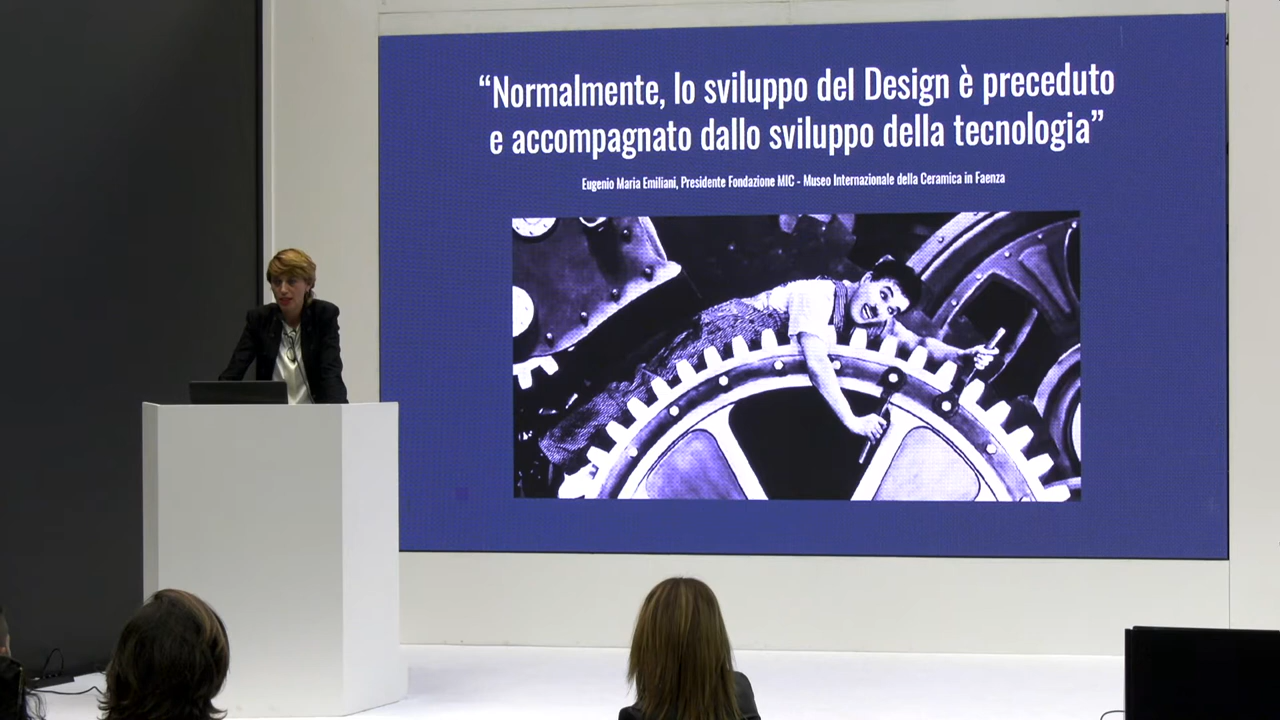 “Normalmente, lo sviluppo del Design è preceduto
e accompagnato dallo sviluppo della tecnologia”
Eugenio Maria Emiliani, Presidente Fondazione MIC - Museo Internazionale della Ceramica in Faenza